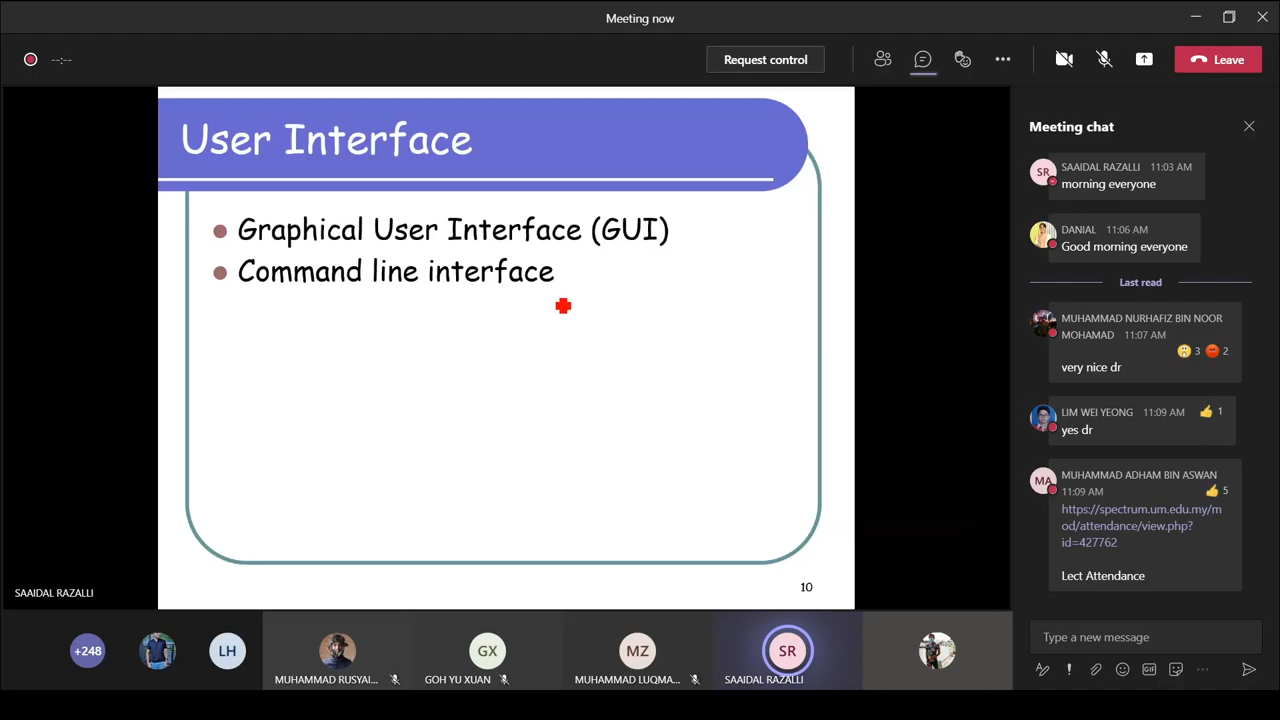 Meeting now
--:--
Request control
Leave
User Interface
Graphical User Interface (GUI)
Command line interface
10
SAAIDAL RAZALLI
Meeting chat
SR
SAAIDAL RAZALLI 11:03 AM
morning everyone
DANIAL 11:06 AM
Good morning everyone
Last read
MUHAMMAD NURHAFIZ BIN NOOR
MOHAMAD 11:07 AM
3 2
very nice dr
LIM WEI YEONG 11:09 AM 1
yes dr
MA
MUHAMMAD ADHAM BIN ASWAN
11:09 AM 5
https://spectrum.um.edu.my/m
od/attendance/view.php?
id=427762
Lect Attendance
Type a new message
GIF
+248
LH
GX
MZ
SR
MUHAMMAD RUSYAI...
GOH YU XUAN
MUHAMMAD LUQMA...
SAAIDAL RAZALLI